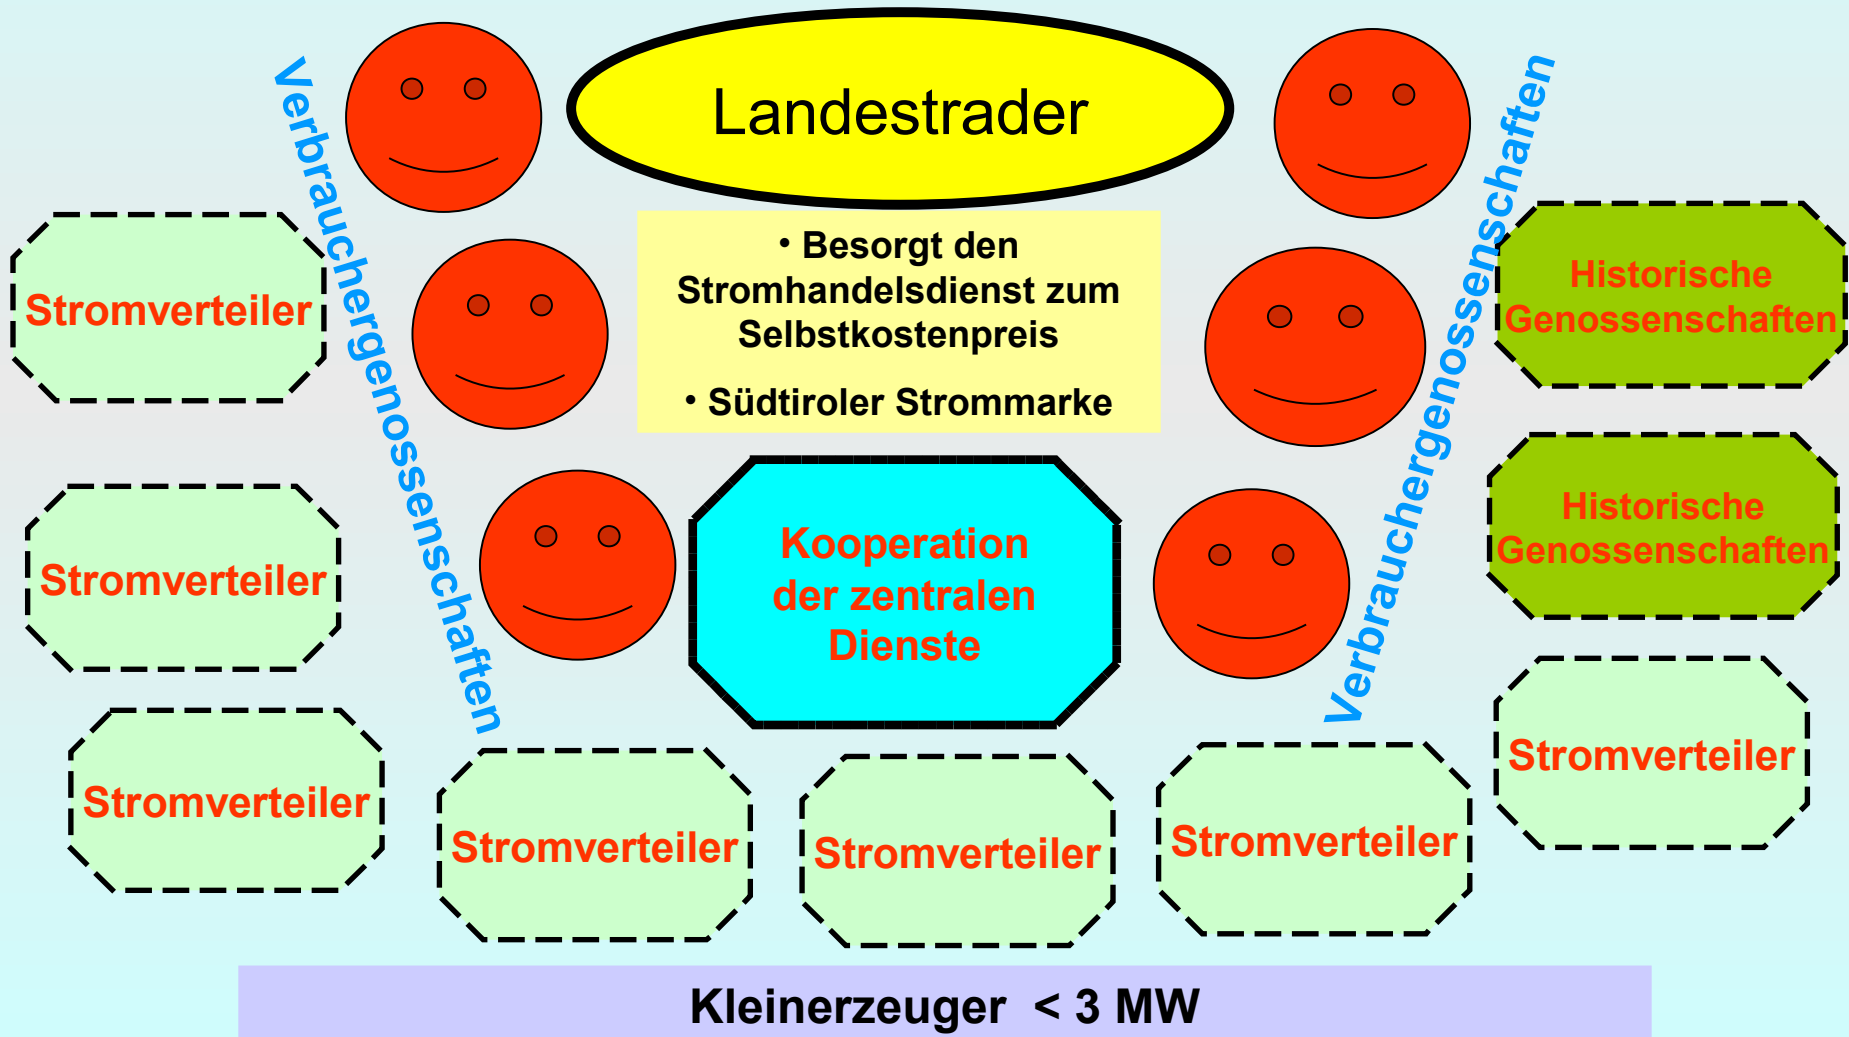 Landestrader
Verbrauchergenossenschaften
Verbrauchergenossenschaften
• Besorgt den
Stromhandelsdienst zum
Selbstkostenpreis
• Südtiroler Strommarke
Stromverteiler
Historische
Genossenschaften
Historische
Genossenschaften
Kooperation
der zentralen
Dienste
Stromverteiler
Stromverteiler
Stromverteiler
Stromverteiler
Stromverteiler
Stromverteiler
Kleinerzeuger < 3 MW